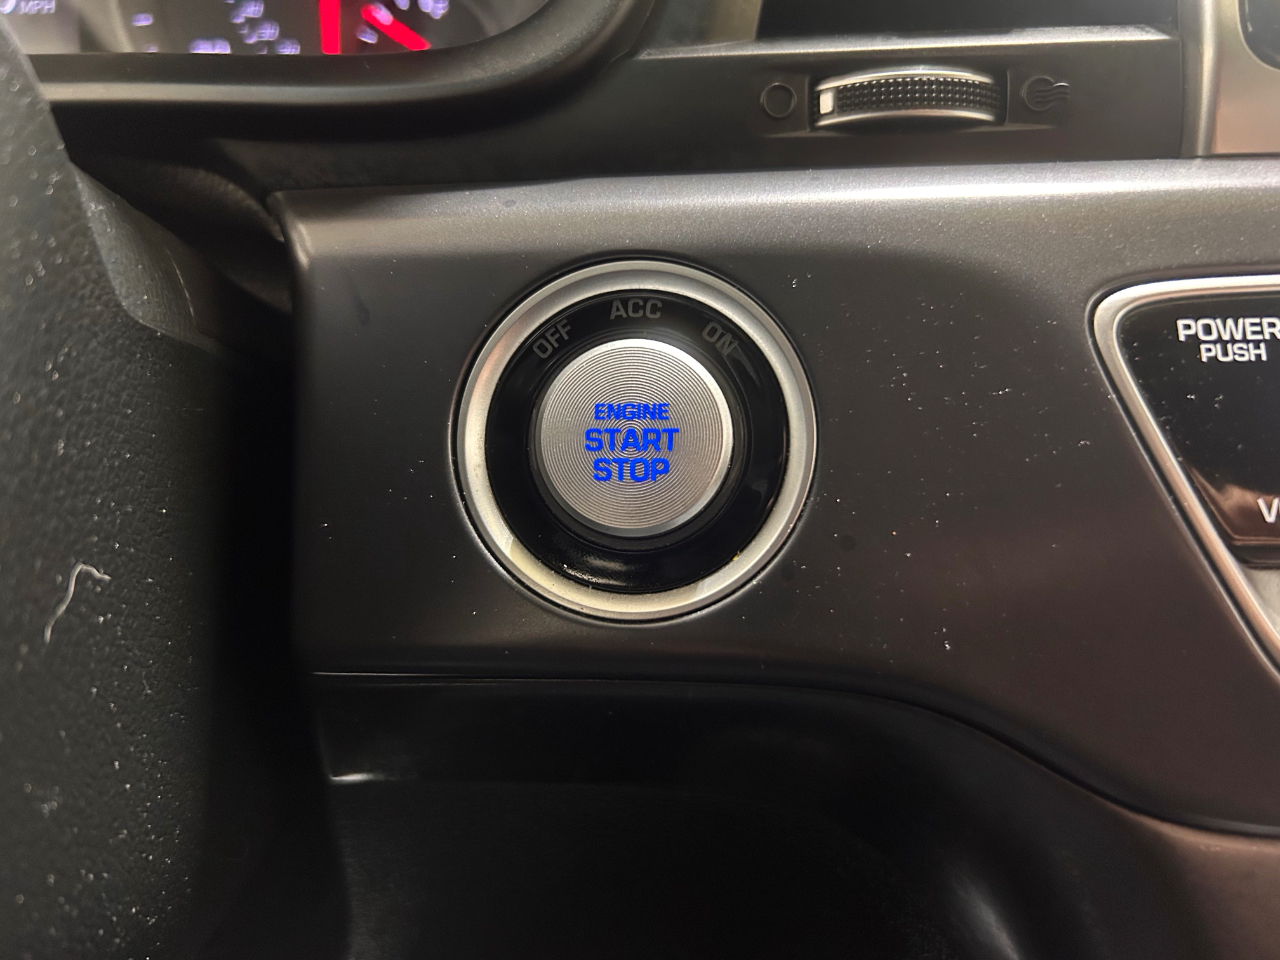 MPH
OFF
ACC
ON
ENGINE
START
STOP
POWER
PUSH
V